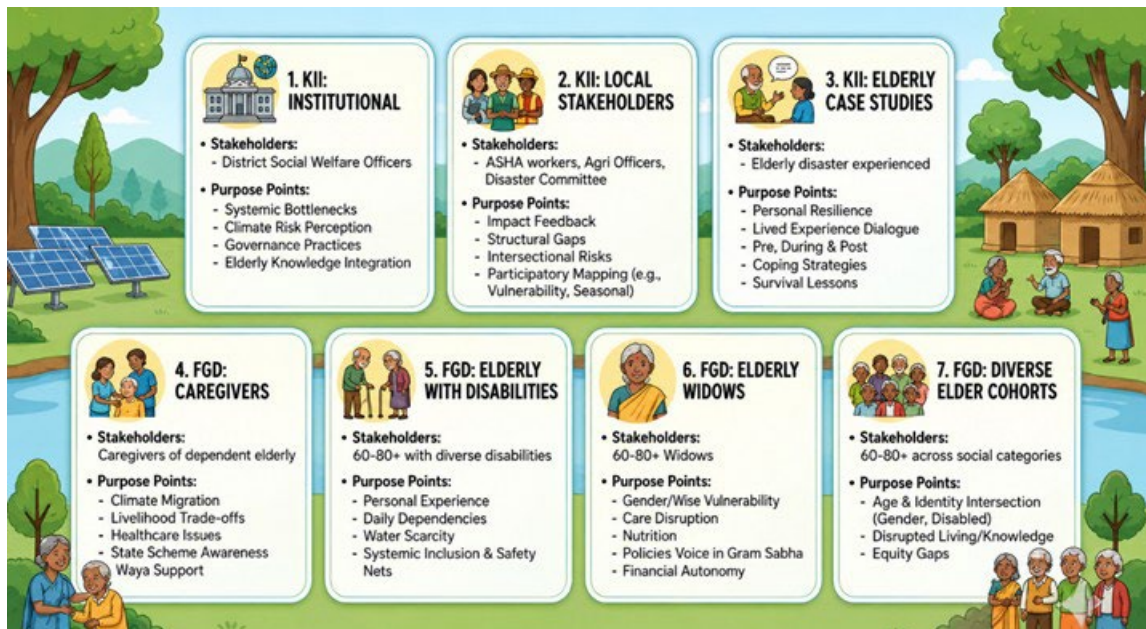 1. KII:
INSTITUTIONAL
• Stakeholders:
- District Social Welfare Officers
• Purpose Points:
- Systemic Bottlenecks
- Climate Risk Perception
- Governance Practices
- Elderly Knowledge Integration
2. KII: LOCAL
STAKEHOLDERS
• Stakeholders:
- ASHA workers, Agri Officers,
Disaster Committee
• Purpose Points:
- Impact Feedback
- Structural Gaps
- Intersectional Risks
- Participatory Mapping (e.g.,
Vulnerability, Seasonal)
3. KII: ELDERLY
CASE STUDIES
• Stakeholders:
- Elderly disaster experienced
• Purpose Points:
- Personal Resilience
- Lived Experience Dialogue
- Pre, During & Post
- Coping Strategies
- Survival Lessons
4. FGD:
CAREGIVERS
• Stakeholders:
Caregivers of dependent elderly
• Purpose Points:
- Climate Migration
- Livelihood Trade-offs
- Healthcare Issues
- State Scheme Awareness
Waya Support
5. FGD: ELDERLY
WITH DISABILITIES
• Stakeholders:
60-80+ with diverse disabilities
• Purpose Points:
- Personal Experience
- Daily Dependencies
- Water Scarcity
- Systemic Inclusion & Safety
Nets
6. FGD: ELDERLY
WIDOWS
• Stakeholders:
60-80+ Widows
• Purpose Points:
- Gender/Wise Vulnerability
- Care Disruption
- Nutrition
- Policies Voice in Gram Sabha
- Financial Autonomy
7. FGD: DIVERSE
ELDER COHORTS
• Stakeholders:
60-80+ across social categories
• Purpose Points:
- Age & Identity Intersection
(Gender, Disabled)
- Disrupted Living/Knowledge
- Equity Gaps